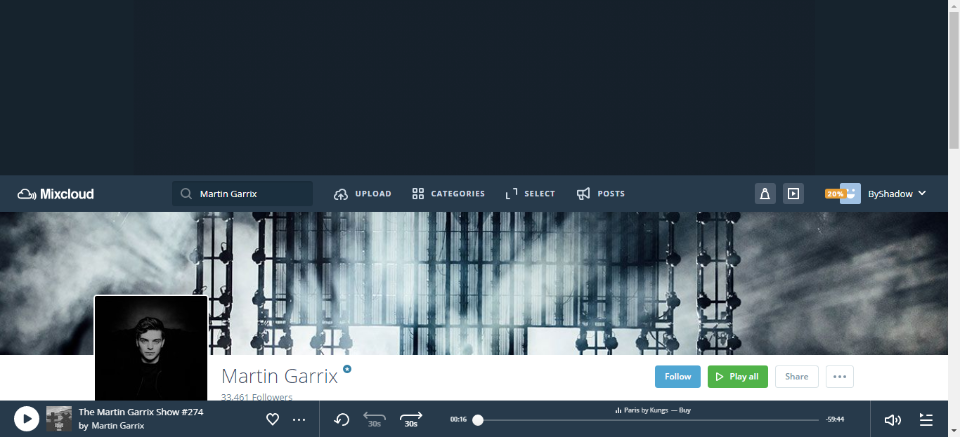 Mixcloud
Martin Garrix
UPLOAD
CATEGORIES
SELECT
POSTS
20%
ByShadow
Martin Garrix
33,461 Followers
Follow
Play all
Share
The Martin Garrix Show #274
by Martin Garrix
30s
30s
00:16
Paris by Kungs — Buy
-59:44